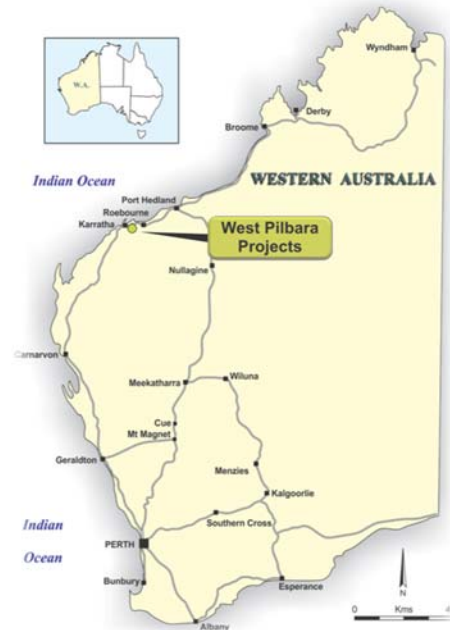 Wyndham
W.A.
Derby
Broome
Indian Ocean
WESTERN AUSTRALIA
Port Hedland
Roebourne
Karratha
West Pilbara
Projects
Nullagine
Carnarvon
Meekatharra
Wiluna
Cue
Mt Magnet
Geraldton
Menzies
Kalgoorlie
Southern Cross
Indian
Ocean
PERTH
Bunbury
Esperance
Albany
N
0 Kms 4